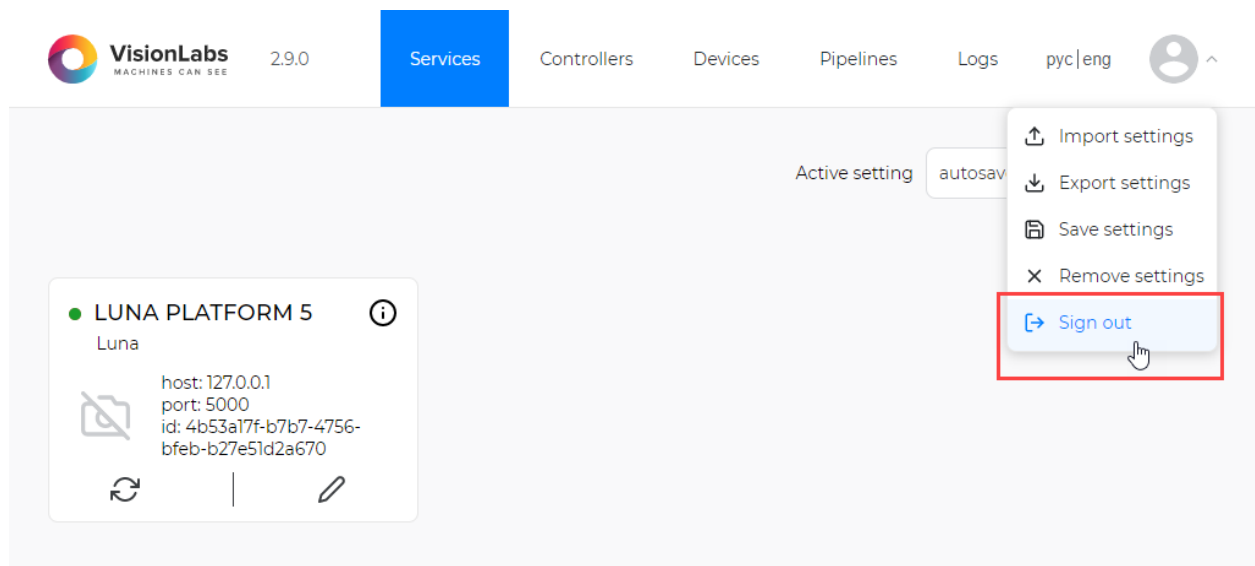 VisionLabs
MACHINES CAN SEE
2.9.0
Services
Controllers
Devices
Pipelines
Logs
рус|eng
Import settings
Active setting
autosav
Export settings
Save settings
Remove settings
Sign out
LUNA PLATFORM 5
Luna
host: 127.0.0.1
port: 5000
id: 4b53a17f-b7b7-4756-
bfeb-b27e51d2a670